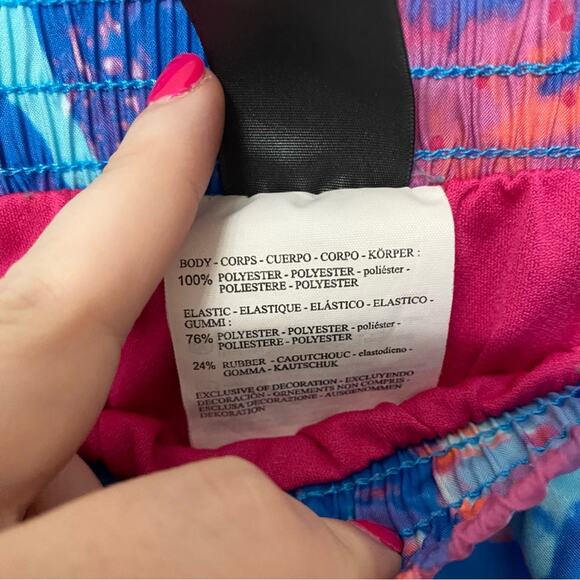 BODY - CORPS - CUERPO - CORPO - KÖRPER :
100% POLYESTER - POLYESTER - poliéster -
POLIESTERE - POLYESTER
ELASTIC - ELASTIQUE - ELÁSTICO - ELASTICO -
GUMMI :
76% POLYESTER - POLYESTER - poliéster -
POLIESTERE - POLYESTER
24% RUBBER - CAOUTCHOUC - elastodieno -
GOMMA - KAUTSCHUK
EXCLUSIVE OF DECORATION - EXCLUYENDO
DECORACIÓN - ORNEMENTS NON COMPRIS -
ESCLUSA DECORAZIONE - AUSGENOMMEN
DEKORATION